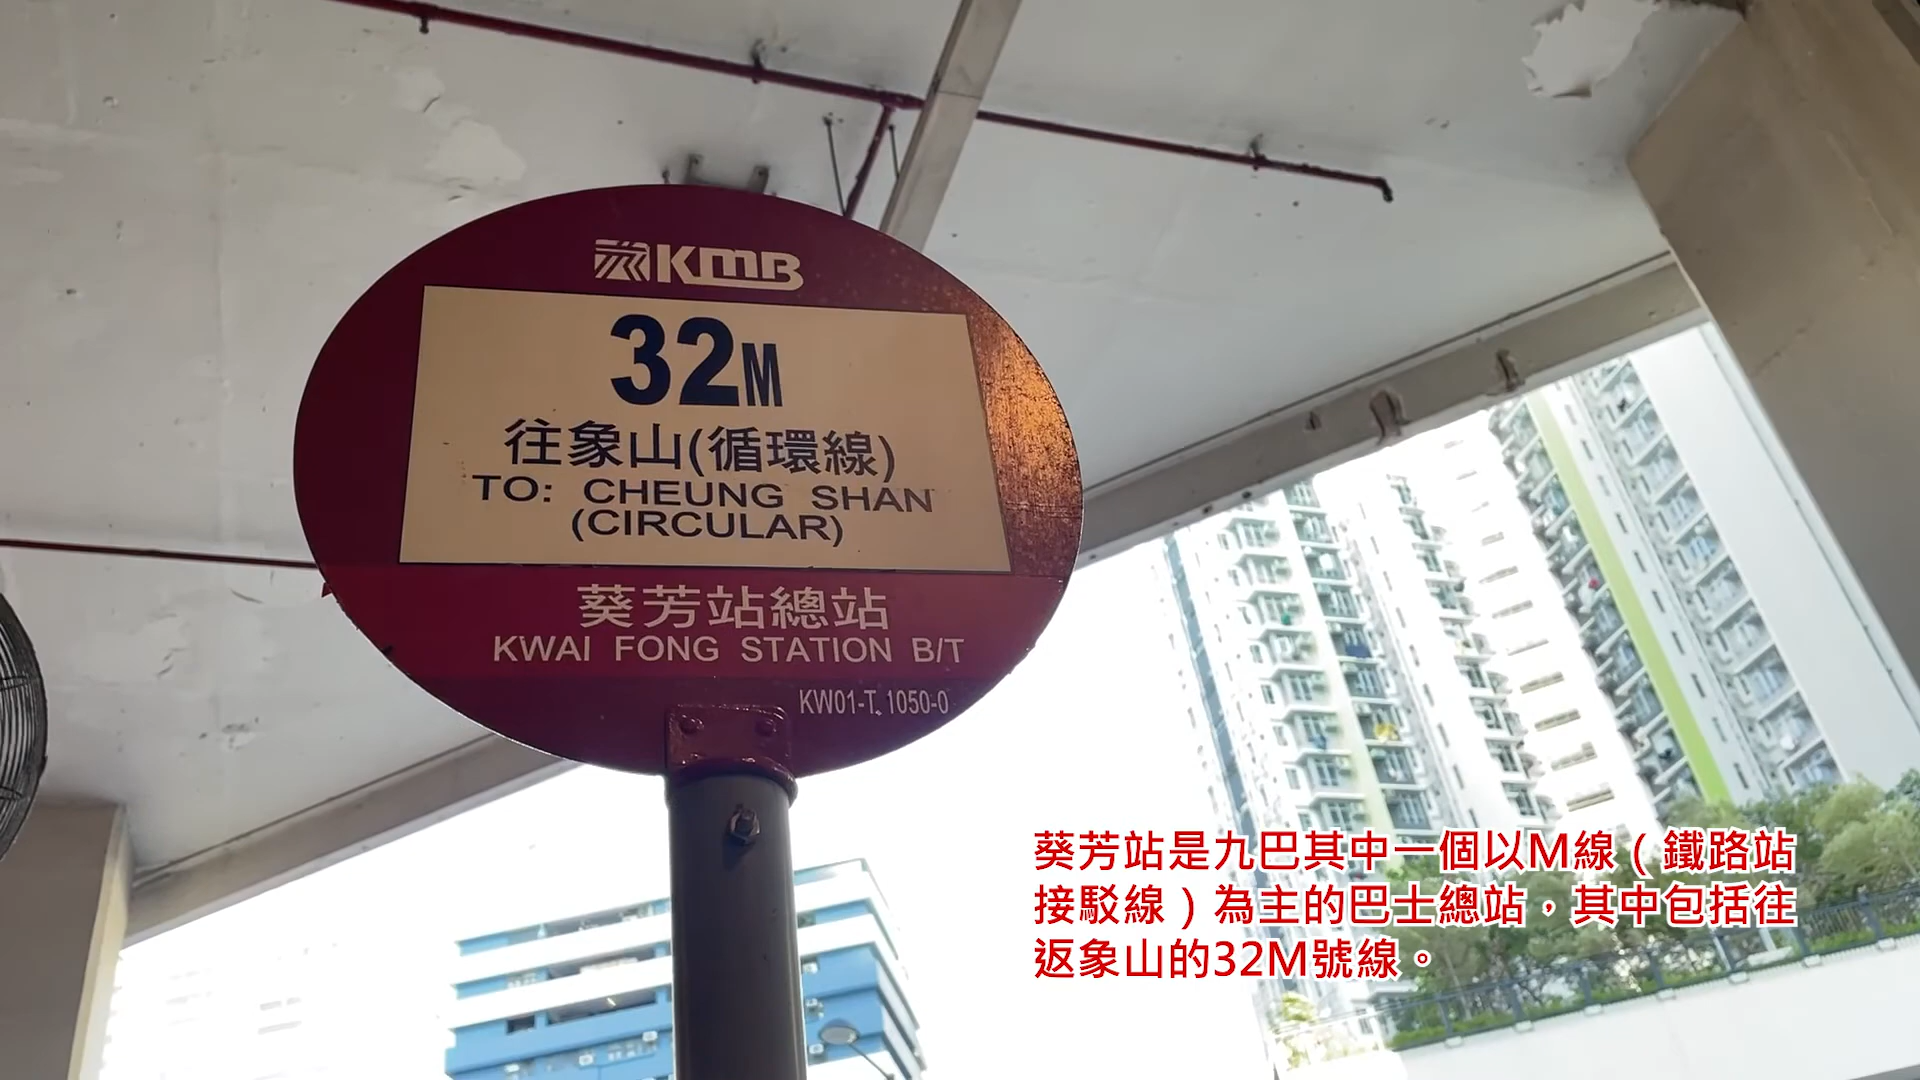 KMB
32M
往象山(循環線)
TO: CHEUNG SHAN
(CIRCULAR)
葵芳站總站
KWAI FONG STATION B/T
KW01-T.1050-0
葵芳站是九巴其中一個以M線（鐵路站
接駁線）為主的巴士總站，其中包括往
返象山的32M號線。